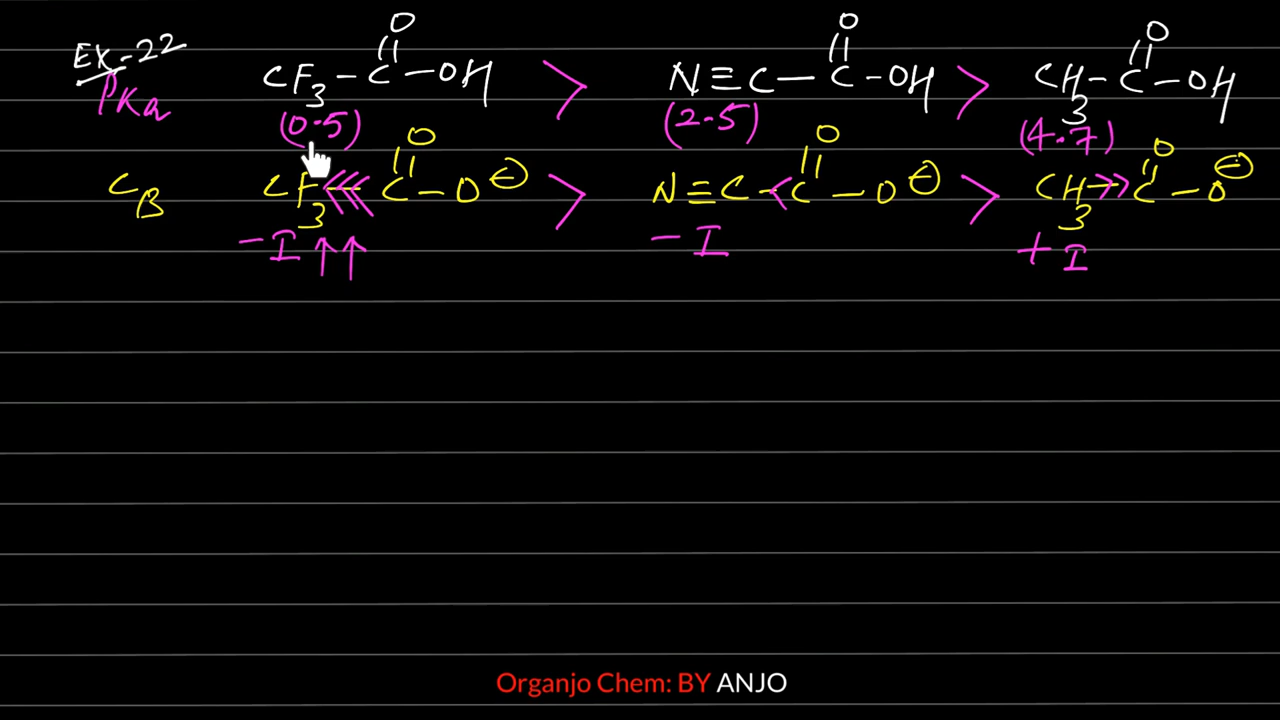 Ex-22
O O O
|| || ||
CF3-C-OH > N≡C-C-OH > CH3-C-OH
PKa (0.5) (2.5) (4.7)
O O O
|| || ||
CB CF3-C-O⊖ > N≡C-C-O⊖ > CH3-C-O⊖
-I↑↑ -I +I
Organjo Chem: BY ANJO